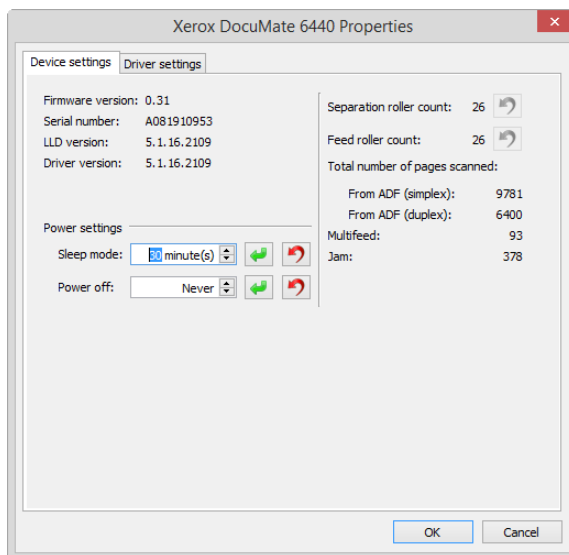 Xerox DocuMate 6440 Properties
Device settings
Driver settings
Firmware version: 0.31
Serial number: A081910953
LLD version: 5.1.16.2109
Driver version: 5.1.16.2109
Power settings
Sleep mode: 30 minute(s)
Power off: Never
Separation roller count: 26
Feed roller count: 26
Total number of pages scanned:
From ADF (simplex): 9781
From ADF (duplex): 6400
Multifeed: 93
Jam: 378
OK
Cancel